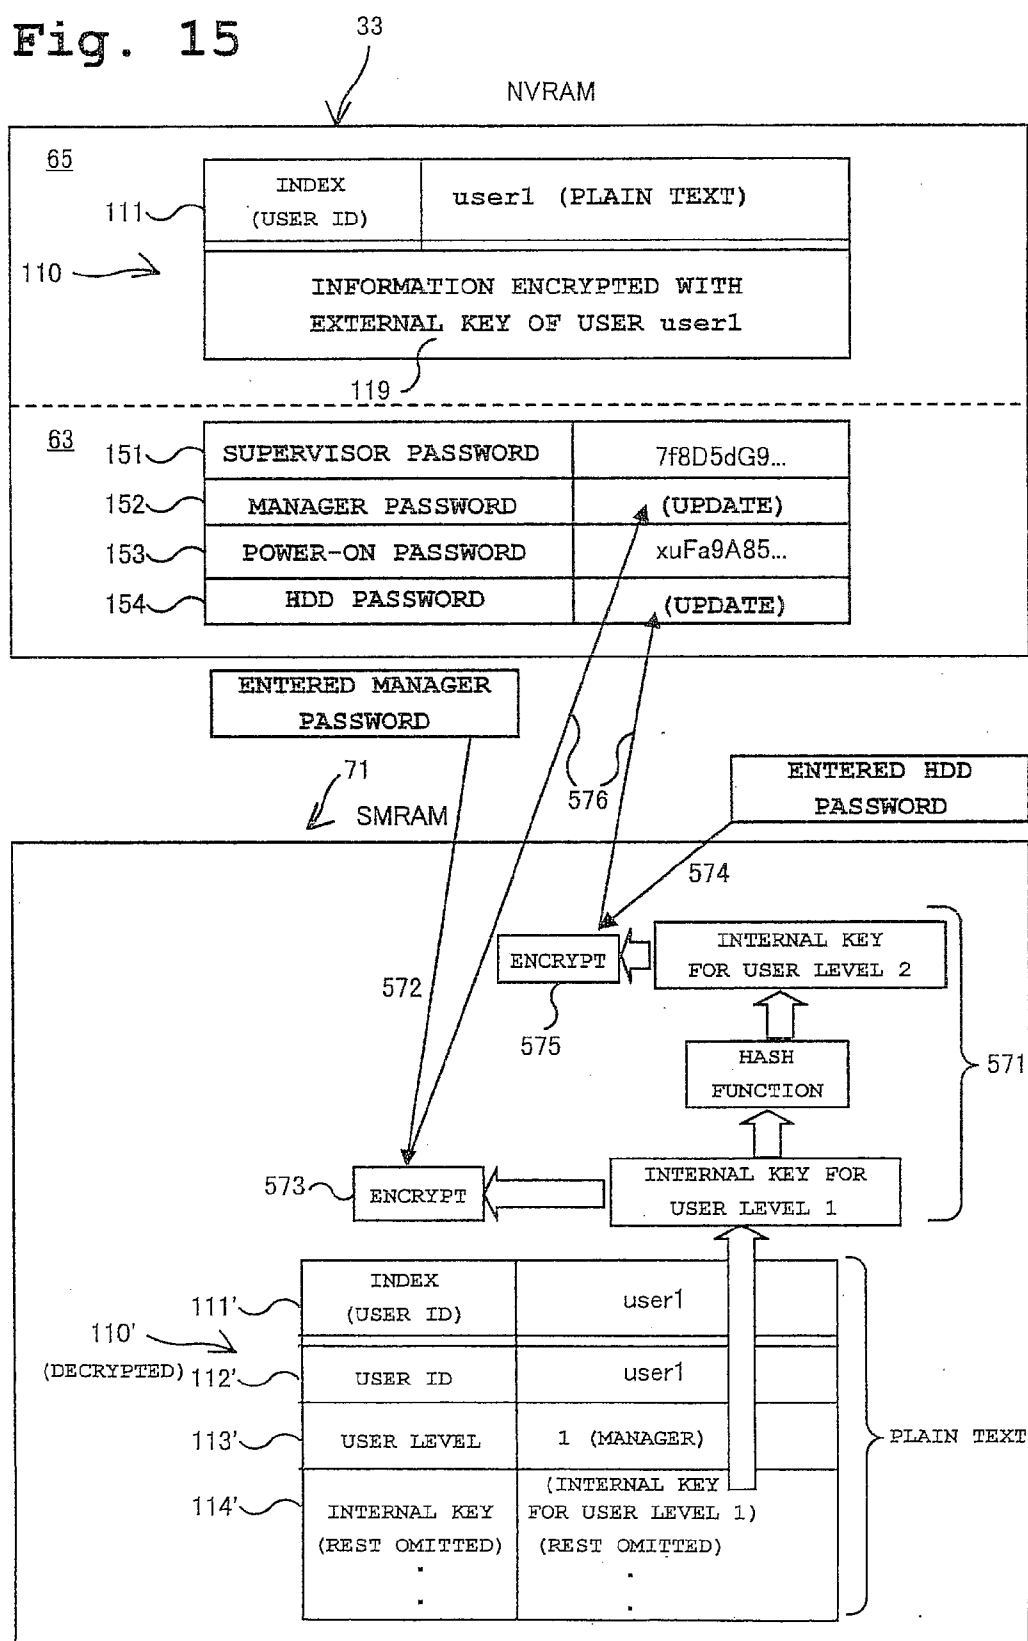 Fig. 15
33
NVRAM
65
111
INDEX
(USER ID)
user1 (PLAIN TEXT)
110
INFORMATION ENCRYPTED WITH
EXTERNAL KEY OF USER user1
119
63
151
SUPERVISOR PASSWORD
7f8D5dG9...
152
MANAGER PASSWORD
(UPDATE)
153
POWER-ON PASSWORD
xuFa9A85...
154
HDD PASSWORD
(UPDATE)
ENTERED MANAGER
PASSWORD
576
ENTERED HDD
PASSWORD
71
SMRAM
574
572
ENCRYPT
575
INTERNAL KEY
FOR USER LEVEL 2
HASH
FUNCTION
571
573
ENCRYPT
INTERNAL KEY FOR
USER LEVEL 1
110'
(DECRYPTED)
111'
INDEX
(USER ID)
user1
112'
USER ID
user1
113'
USER LEVEL
1 (MANAGER)
114'
INTERNAL KEY
(REST OMITTED)
(INTERNAL KEY
FOR USER LEVEL 1)
(REST OMITTED)
PLAIN TEXT